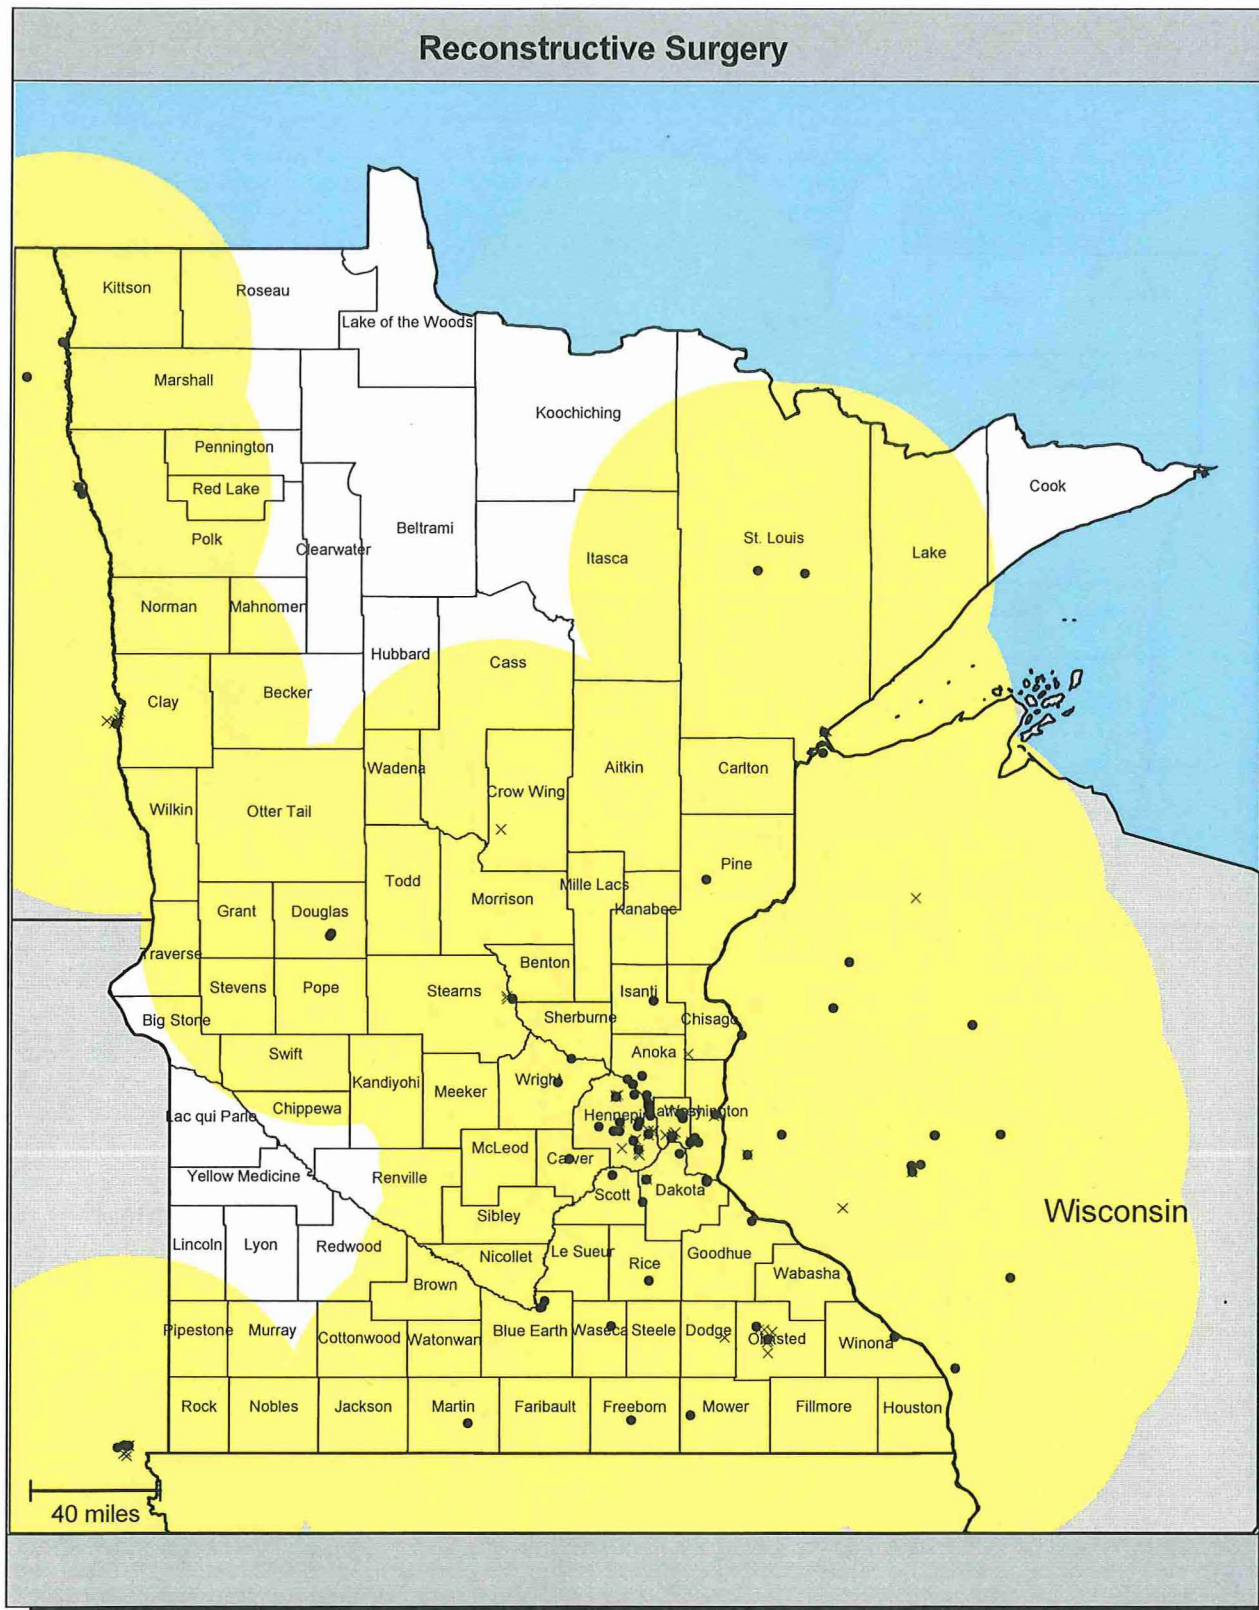 Reconstructive Surgery
Kittson
Roseau
Lake of the Woods
Marshall
Koochiching
Pennington
Red Lake
Cook
Beltrami
Polk
St. Louis
Clearwater
Itasca
Lake
Norman
Mahnomen
Hubbard
Cass
Clay
Becker
Wadena
Aitkin
Carlton
Crow Wing
Wilkin
Otter Tail
Pine
Todd
Mille Lacs
Morrison
Kanabec
Grant
Douglas
Traverse
Benton
Stevens
Pope
Stearns
Isanti
Big Stone
Sherburne
Chisago
Swift
Anoka
Kandiyohi
Wright
Meeker
Chippewa
Lac qui Parle
Hennepin
Washington
McLeod
Carver
Yellow Medicine
Renville
Scott
Dakota
Sibley
Wisconsin
Lincoln
Lyon
Redwood
Nicollet
Le Sueur
Rice
Goodhue
Brown
Wabasha
Pipestone
Murray
Cottonwood
Watonwan
Blue Earth
Waseca
Steele
Dodge
Olmsted
Winona
Rock
Nobles
Jackson
Martin
Faribault
Freeborn
Mower
Fillmore
Houston
40 miles